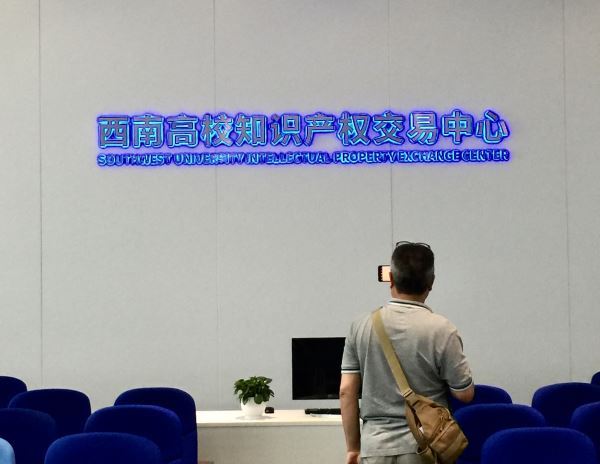 西南高校知识产权交易中心
SOUTHWEST UNIVERSITY INTELLECTUAL PROPERTY EXCHANGE CENTER